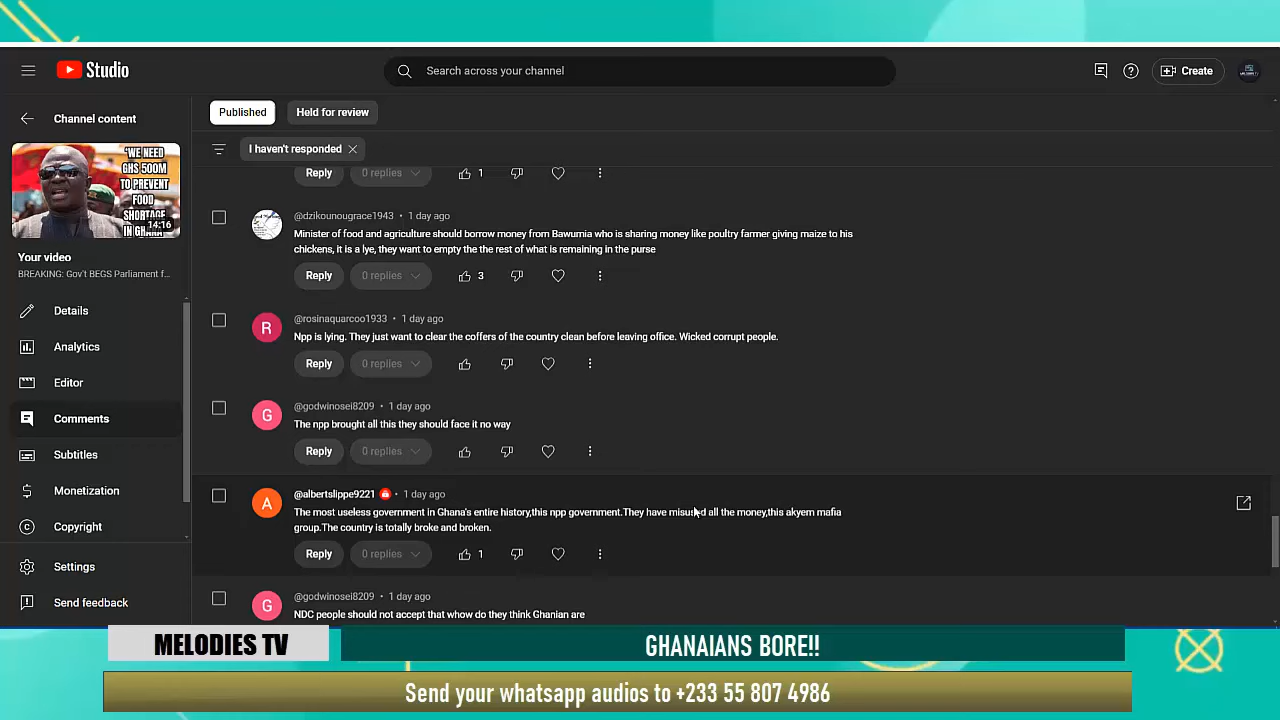 Studio
Search across your channel
Create
Channel content
Published
Held for review
I haven't responded
"WE NEED
GHS 500M
TO PREVENT
FOOD
SHORTAGE
IN GHANA
14:16
Your video
BREAKING: Gov't BEGS Parliament f...
Details
Analytics
Editor
Comments
Subtitles
Monetization
Copyright
Settings
Send feedback
Reply
0 replies
1
@dzikounougrace1943 • 1 day ago
Minister of food and agriculture should borrow money from Bawumia who is sharing money like poultry farmer giving maize to his
chickens, it is a lye, they want to empty the the rest of what is remaining in the purse
Reply
0 replies
3
R
@rosinaquarcoo1933 • 1 day ago
Npp is lying. They just want to clear the coffers of the country clean before leaving office. Wicked corrupt people.
Reply
0 replies
G
@godwinosei8209 • 1 day ago
The npp brought all this they should face it no way
Reply
0 replies
A
@albertslippe9221 • 1 day ago
The most useless government in Ghana's entire history,this npp government.They have misused all the money,this akyem mafia
group.The country is totally broke and broken.
Reply
0 replies
1
G
@godwinosei8209 • 1 day ago
NDC people should not accept that whow do they think Ghanian are
MELODIES TV
GHANAIANS BORE!!
Send your whatsapp audios to +233 55 807 4986